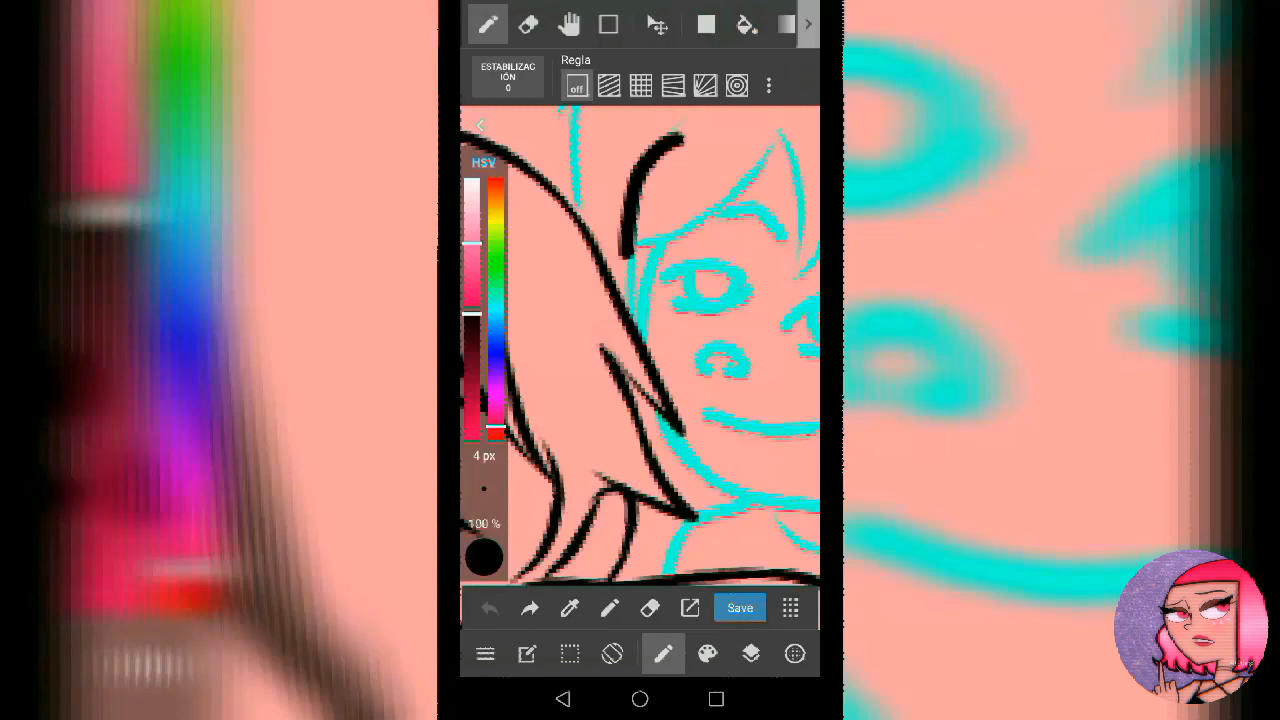 Regla
ESTABILIZAC
IÓN
0
off
HSV
4 px
100 %
Save